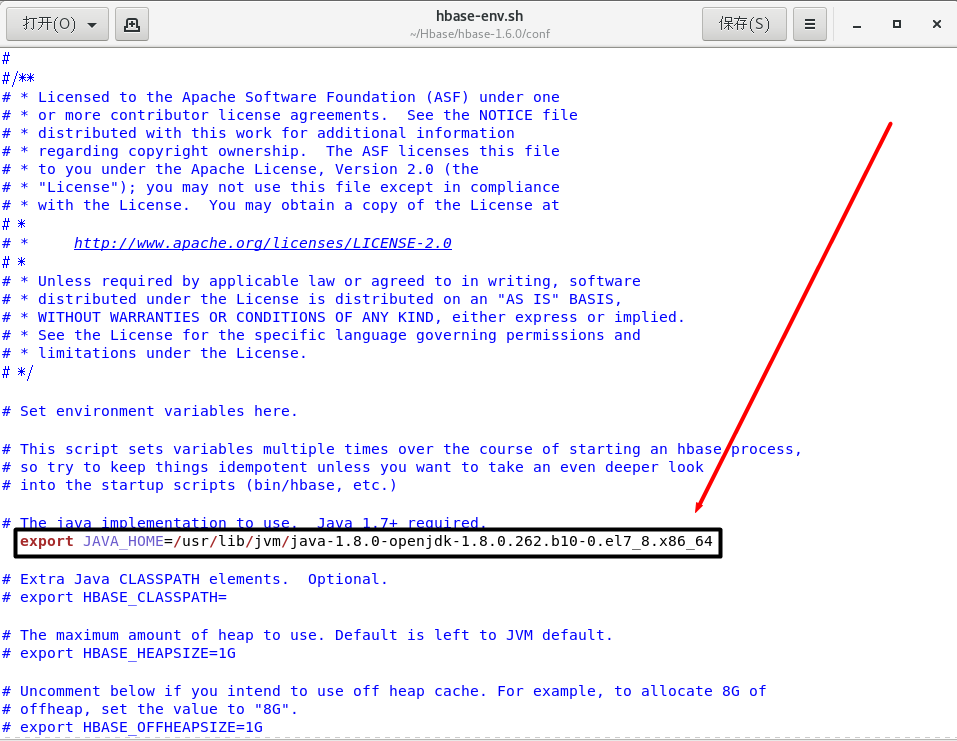 打开(O)
hbase-env.sh
~/Hbase/hbase-1.6.0/conf
保存(S)
#
#/**
# * Licensed to the Apache Software Foundation (ASF) under one
# * or more contributor license agreements.  See the NOTICE file
# * distributed with this work for additional information
# * regarding copyright ownership.  The ASF licenses this file
# * to you under the Apache License, Version 2.0 (the
# * "License"); you may not use this file except in compliance
# * with the License.  You may obtain a copy of the License at
# *
# *     http://www.apache.org/licenses/LICENSE-2.0
# *
# * Unless required by applicable law or agreed to in writing, software
# * distributed under the License is distributed on an "AS IS" BASIS,
# * WITHOUT WARRANTIES OR CONDITIONS OF ANY KIND, either express or implied.
# * See the License for the specific language governing permissions and
# * limitations under the License.
# */
# Set environment variables here.
# This script sets variables multiple times over the course of starting an hbase process,
# so try to keep things idempotent unless you want to take an even deeper look
# into the startup scripts (bin/hbase, etc.)
# The java implementation to use.  Java 1.7+ required.
export JAVA_HOME=/usr/lib/jvm/java-1.8.0-openjdk-1.8.0.262.b10-0.el7_8.x86_64
# Extra Java CLASSPATH elements.  Optional.
# export HBASE_CLASSPATH=
# The maximum amount of heap to use. Default is left to JVM default.
# export HBASE_HEAPSIZE=1G
# Uncomment below if you intend to use off heap cache. For example, to allocate 8G of
# offheap, set the value to "8G".
# export HBASE_OFFHEAPSIZE=1G